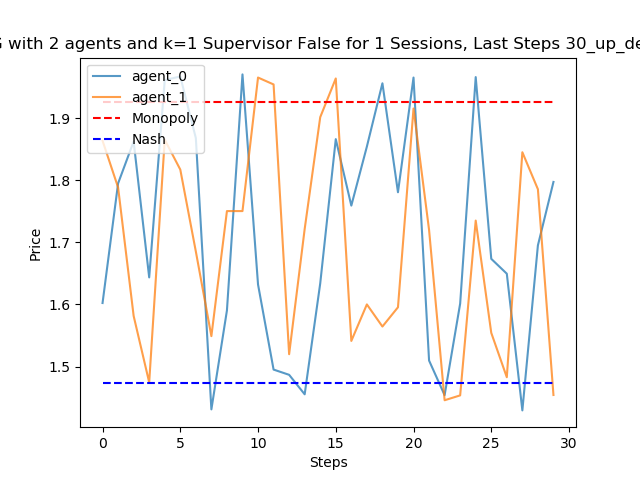 with 2 agents and k=1 Supervisor False for 1 Sessions, Last Steps 30_up_de
agent_0
agent_1
Monopoly
Nash
Price
1.9
1.8
1.7
1.6
1.5
0 5 10 15 20 25 30
Steps